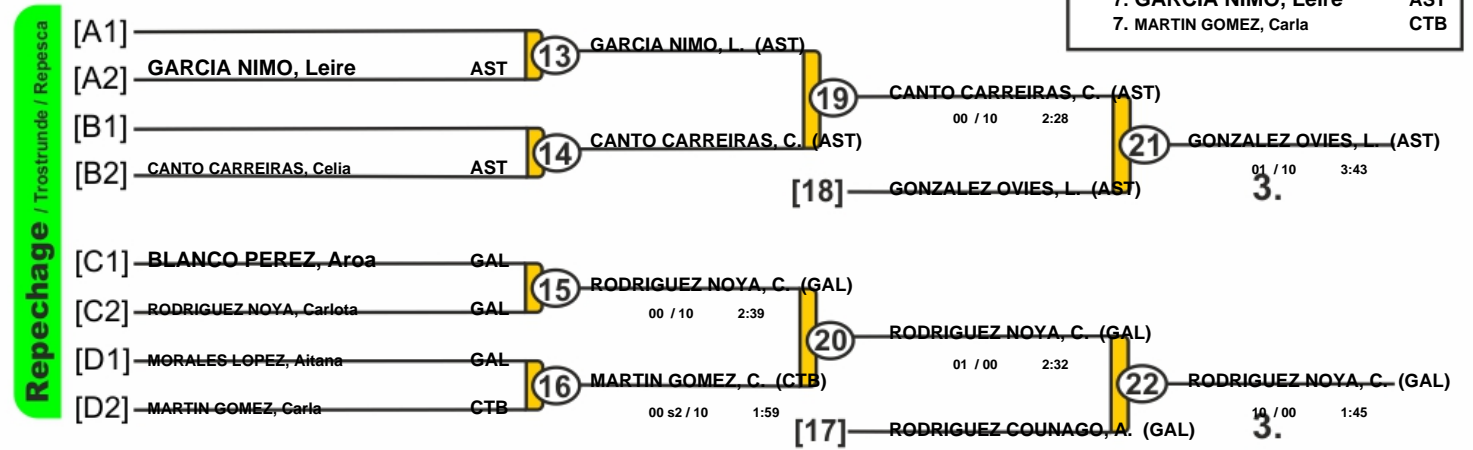 7. GARCIA NIMO, Leire AST
7. MARTIN GOMEZ, Carla CTB
Repechage / Trostrunde / Repesca
[A1]
[A2] GARCIA NIMO, Leire AST
13 GARCIA NIMO, L. (AST)
[B1]
[B2] CANTO CARREIRAS, Celia AST
14 CANTO CARREIRAS, C. (AST)
19 CANTO CARREIRAS, C. (AST)
00 / 10 2:28
[18] GONZALEZ OVIES, L. (AST)
21 GONZALEZ OVIES, L. (AST)
01 / 10 3:43
3.
[C1] BLANCO PEREZ, Aroa GAL
[C2] RODRIGUEZ NOYA, Carlota GAL
15 RODRIGUEZ NOYA, C. (GAL)
00 / 10 2:39
[D1] MORALES LOPEZ, Aitana GAL
[D2] MARTIN GOMEZ, Carla CTB
16 MARTIN GOMEZ, C. (CTB)
00 s2 / 10 1:59
20 RODRIGUEZ NOYA, C. (GAL)
01 / 00 2:32
[17] RODRIGUEZ COUNAGO, A. (GAL)
22 RODRIGUEZ NOYA, C. (GAL)
10 / 00 1:45
3.